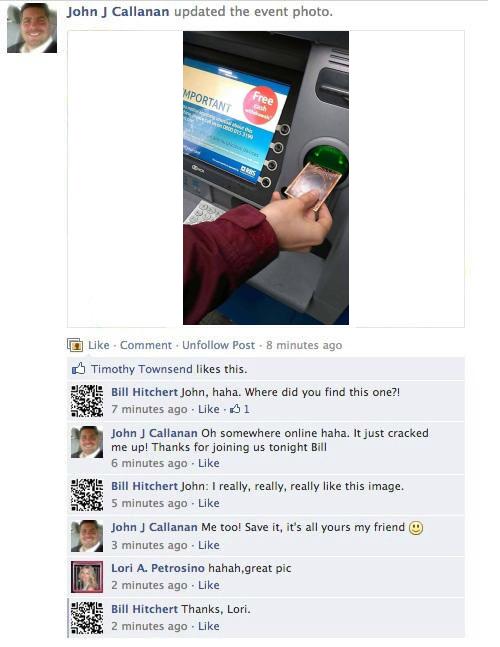 John J Callanan updated the event photo.
MPORTANT
Free
cash
withdrawals
RBS
Like · Comment · Unfollow Post · 8 minutes ago
Timothy Townsend likes this.
Bill Hitchert John, haha. Where did you find this one?!
7 minutes ago · Like · 1
John J Callanan Oh somewhere online haha. It just cracked
me up! Thanks for joining us tonight Bill
6 minutes ago · Like
Bill Hitchert John: I really, really, really like this image.
5 minutes ago · Like
John J Callanan Me too! Save it, it's all yours my friend
3 minutes ago · Like
Lori A. Petrosino hahah,great pic
2 minutes ago · Like
Bill Hitchert Thanks, Lori.
2 minutes ago · Like